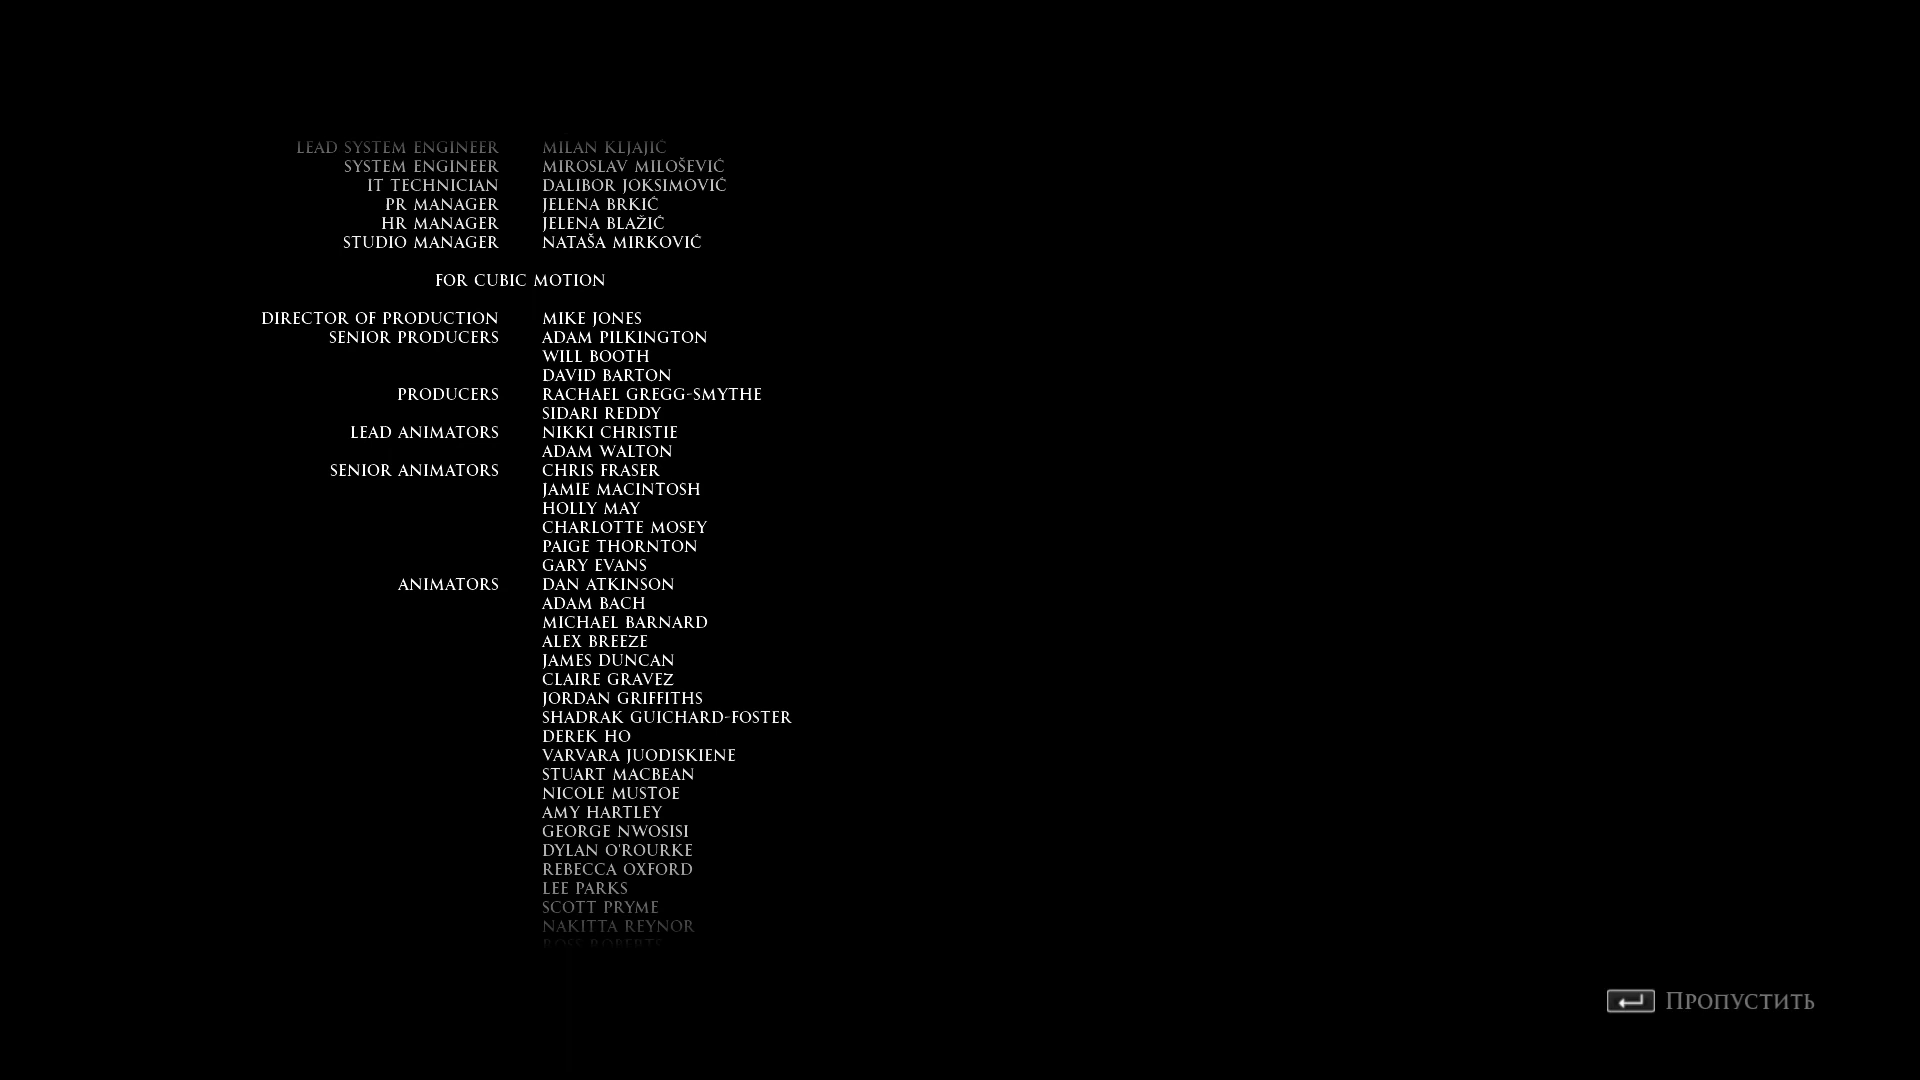 LEAD SYSTEM ENGINEER MILAN KLJAJIĆ
SYSTEM ENGINEER MIROSLAV MILOŠEVIĆ
IT TECHNICIAN DALIBOR JOKSIMOVIĆ
PR MANAGER JELENA BRKIĆ
HR MANAGER JELENA BLAŽIĆ
STUDIO MANAGER NATAŠA MIRKOVIĆ
FOR CUBIC MOTION
DIRECTOR OF PRODUCTION MIKE JONES
SENIOR PRODUCERS ADAM PILKINGTON
WILL BOOTH
DAVID BARTON
PRODUCERS RACHAEL GREGG-SMYTHE
SIDARI REDDY
LEAD ANIMATORS NIKKI CHRISTIE
ADAM WALTON
SENIOR ANIMATORS CHRIS FRASER
JAMIE MACINTOSH
HOLLY MAY
CHARLOTTE MOSEY
PAIGE THORNTON
GARY EVANS
ANIMATORS DAN ATKINSON
ADAM BACH
MICHAEL BARNARD
ALEX BREEZE
JAMES DUNCAN
CLAIRE GRAVEZ
JORDAN GRIFFITHS
SHADRAK GUICHARD-FOSTER
DEREK HO
VARVARA JUODISKIENE
STUART MACBEAN
NICOLE MUSTOE
AMY HARTLEY
GEORGE NWOSISI
DYLAN O'ROURKE
REBECCA OXFORD
LEE PARKS
SCOTT PRYME
NAKITTA REYNOR
ROSS ROBERTS
Пропустить